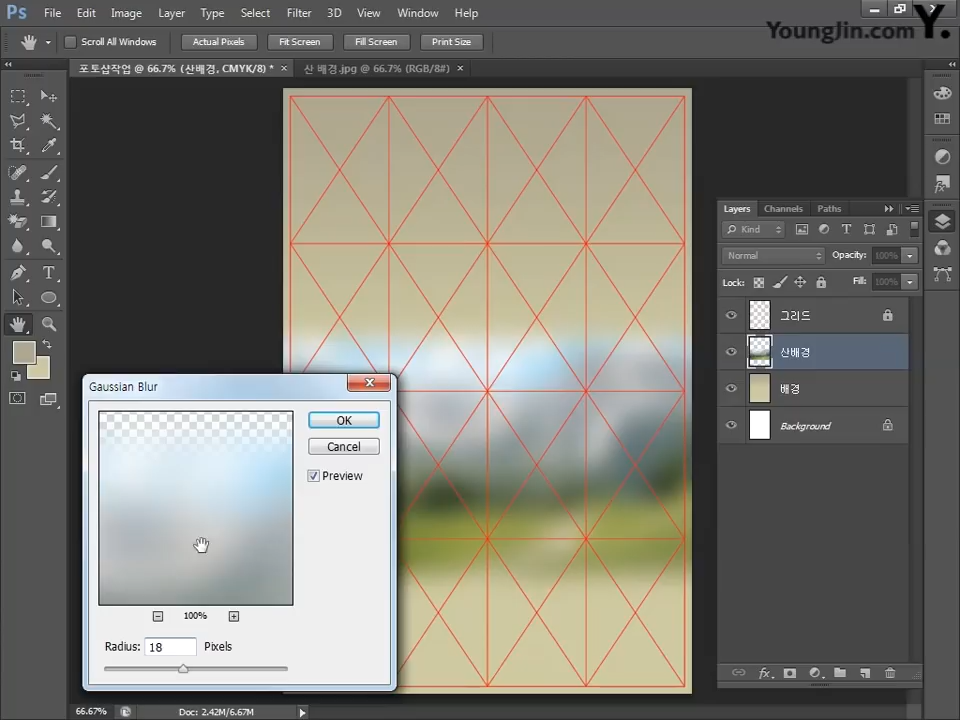 Ps File Edit Image Layer Type Select Filter 3D View Window Help
YoungJin.com Y.
Scroll All Windows Actual Pixels Fit Screen Fill Screen Print Size
포토샵작업 @ 66.7% (산배경, CMYK/8) * × 산 배경.jpg @ 66.7% (RGB/8#) ×
Layers Channels Paths
Kind
Normal Opacity: 100%
Lock: Fill: 100%
그리드
산배경
배경
Background
Gaussian Blur
OK
Cancel
Preview
100%
Radius: 18 Pixels
66.67% Doc: 2.42M/6.67M